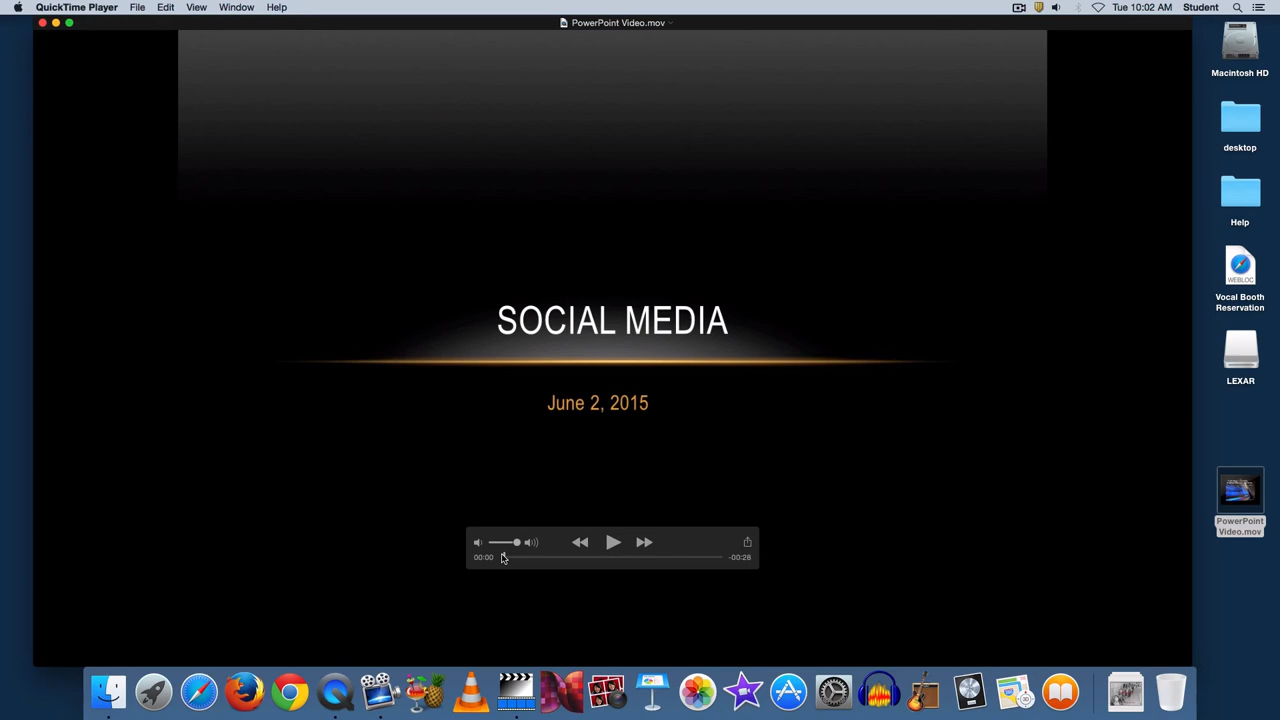 QuickTime Player File Edit View Window Help Tue 10:02 AM Student
PowerPoint Video.mov
Macintosh HD
desktop
Help
WEBLOC
Vocal Booth
Reservation
SOCIAL MEDIA
LEXAR
June 2, 2015
PowerPoint
Video.mov
00:00 -00:28